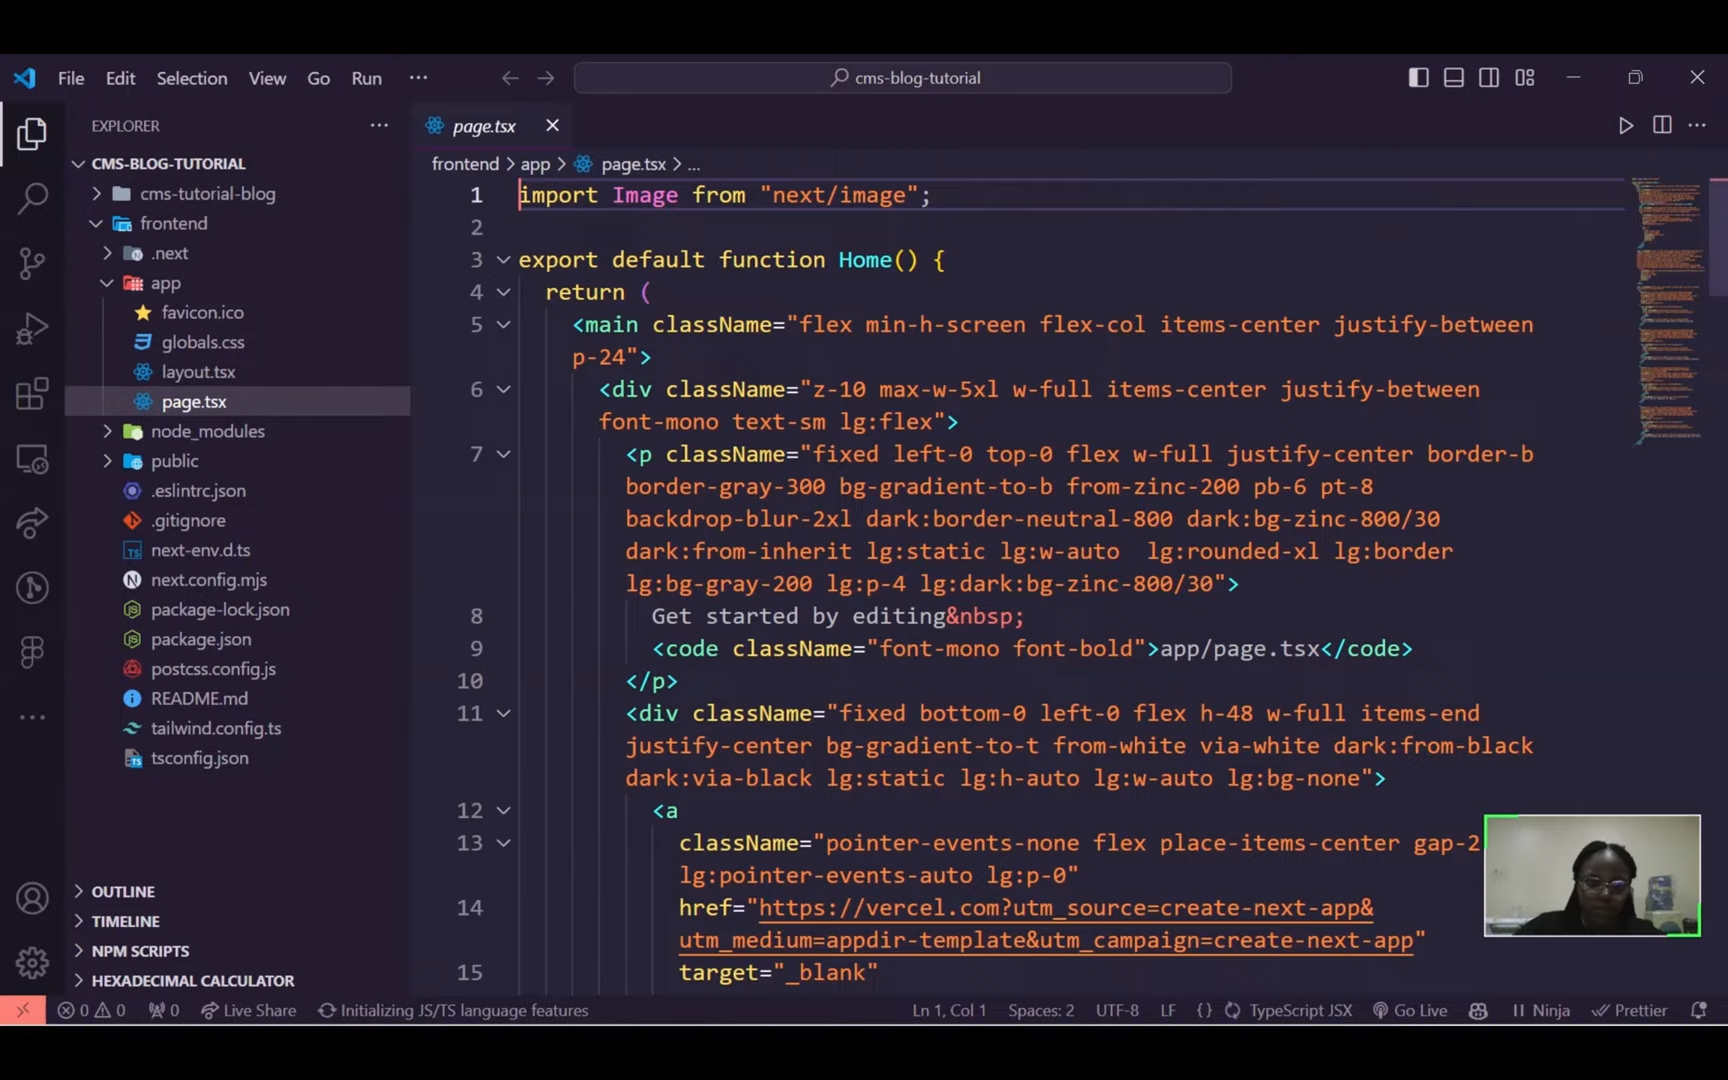 File Edit Selection View Go Run ··· cms-blog-tutorial
EXPLORER ···
CMS-BLOG-TUTORIAL
cms-tutorial-blog
frontend
.next
app
favicon.ico
globals.css
layout.tsx
page.tsx
node_modules
public
.eslintrc.json
.gitignore
next-env.d.ts
next.config.mjs
package-lock.json
package.json
postcss.config.js
README.md
tailwind.config.ts
tsconfig.json
OUTLINE
TIMELINE
NPM SCRIPTS
HEXADECIMAL CALCULATOR
page.tsx
frontend > app > page.tsx > ...
1 import Image from "next/image";
2
3 export default function Home() {
4 return (
5 <main className="flex min-h-screen flex-col items-center justify-between
p-24">
6 <div className="z-10 max-w-5xl w-full items-center justify-between
font-mono text-sm lg:flex">
7 <p className="fixed left-0 top-0 flex w-full justify-center border-b
border-gray-300 bg-gradient-to-b from-zinc-200 pb-6 pt-8
backdrop-blur-2xl dark:border-neutral-800 dark:bg-zinc-800/30
dark:from-inherit lg:static lg:w-auto  lg:rounded-xl lg:border
lg:bg-gray-200 lg:p-4 lg:dark:bg-zinc-800/30">
8 Get started by editing&nbsp;
9 <code className="font-mono font-bold">app/page.tsx</code>
10 </p>
11 <div className="fixed bottom-0 left-0 flex h-48 w-full items-end
justify-center bg-gradient-to-t from-white via-white dark:from-black
dark:via-black lg:static lg:h-auto lg:w-auto lg:bg-none">
12 <a
13 className="pointer-events-none flex place-items-center gap-2
lg:pointer-events-auto lg:p-0"
14 href="https://vercel.com?utm_source=create-next-app&
utm_medium=appdir-template&utm_campaign=create-next-app"
15 target="_blank"
0 0 0 Live Share Initializing JS/TS language features Ln 1, Col 1 Spaces: 2 UTF-8 LF {} TypeScript JSX Go Live Ninja Prettier